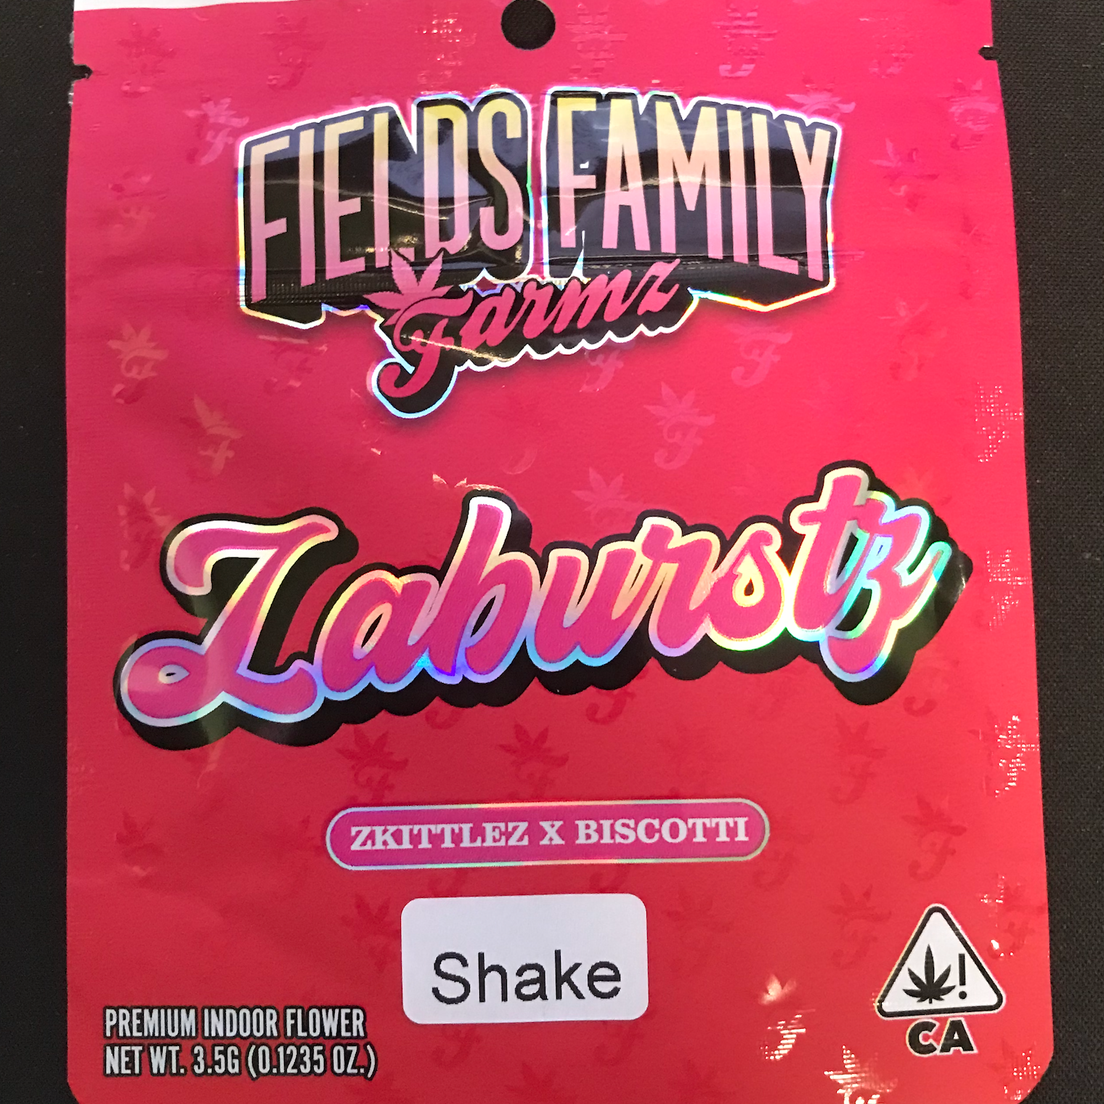 FIELDS FAMILY
Farmz
Zaburstz
ZKITTLEZ X BISCOTTI
Shake
PREMIUM INDOOR FLOWER
NET WT. 3.5G (0.1235 OZ.)
!
CA